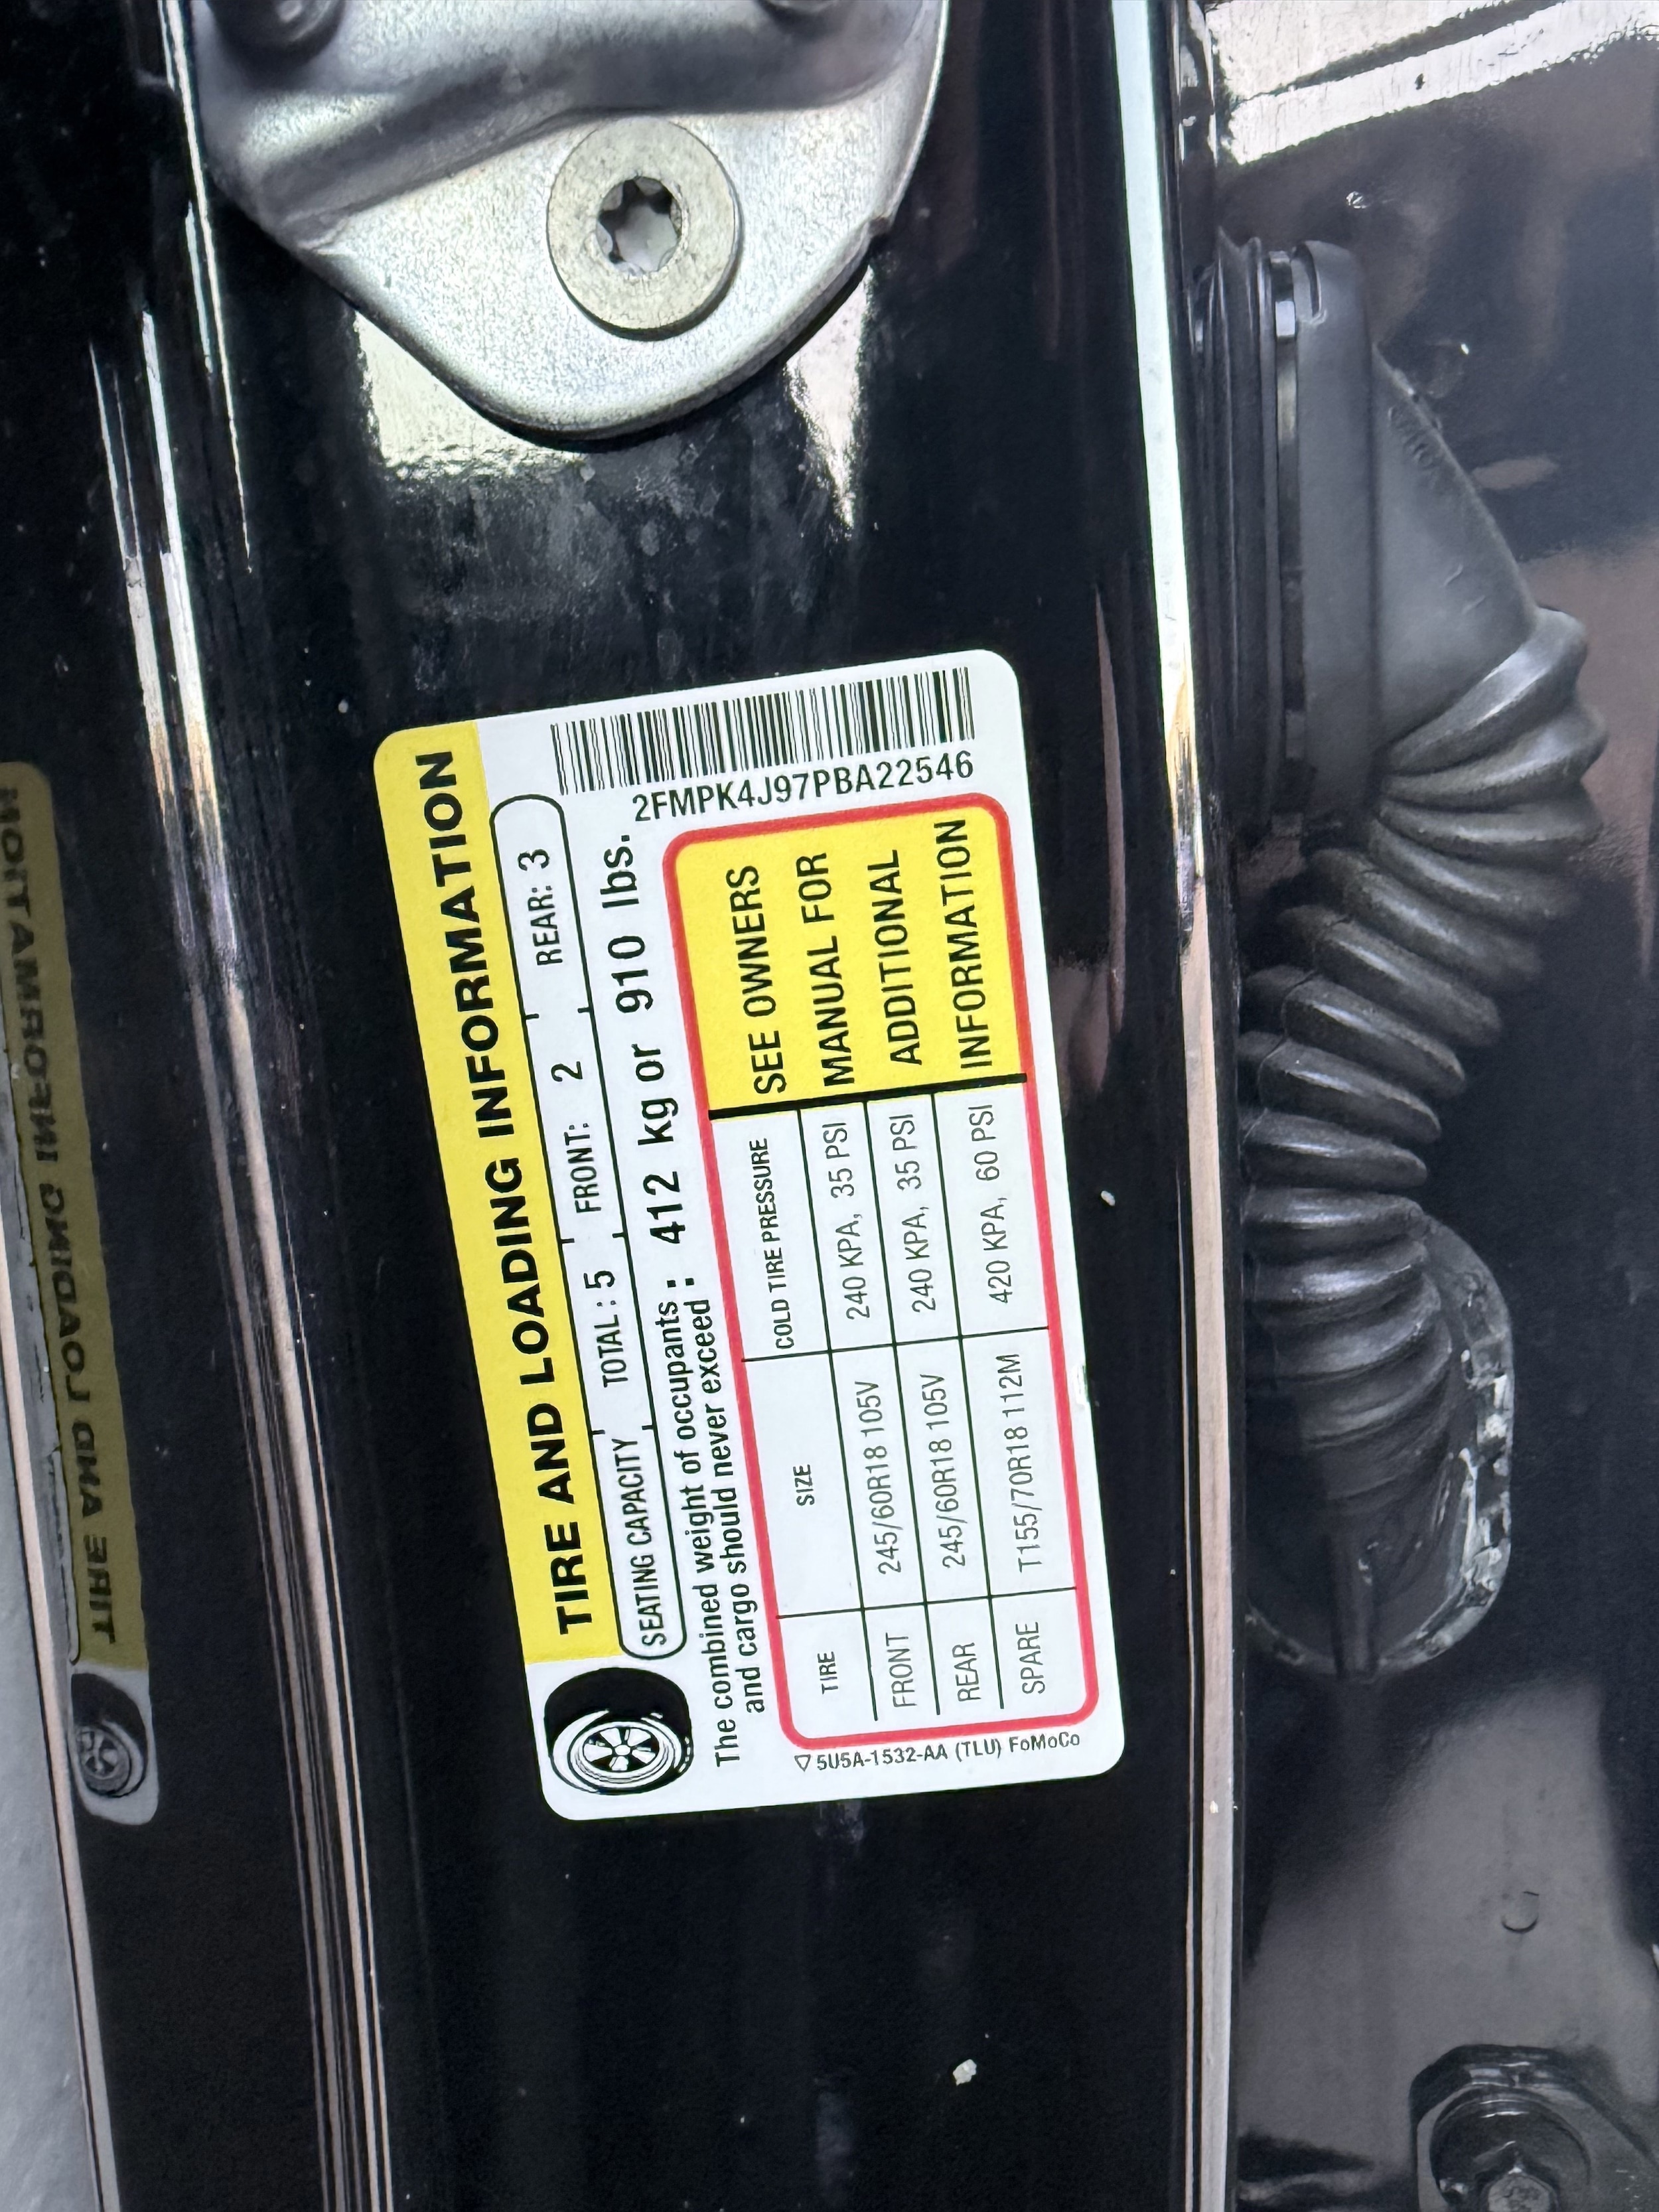 TIRE AND LOADING INFORMATION
SEATING CAPACITY TOTAL : 5 FRONT: 2 REAR: 3
The combined weight of occupants and cargo should never exceed : 412 kg or 910 lbs.
2FMPK4J97PBA22546
TIRE SIZE COLD TIRE PRESSURE
FRONT 245/60R18 105V 240 KPA, 35 PSI
REAR 245/60R18 105V 240 KPA, 35 PSI
SPARE T155/70R18 112M 420 KPA, 60 PSI
SEE OWNERS
MANUAL FOR
ADDITIONAL
INFORMATION
5U5A-1532-AA (TLU) FoMoCo
TIRE AND LOADING INFORMATION